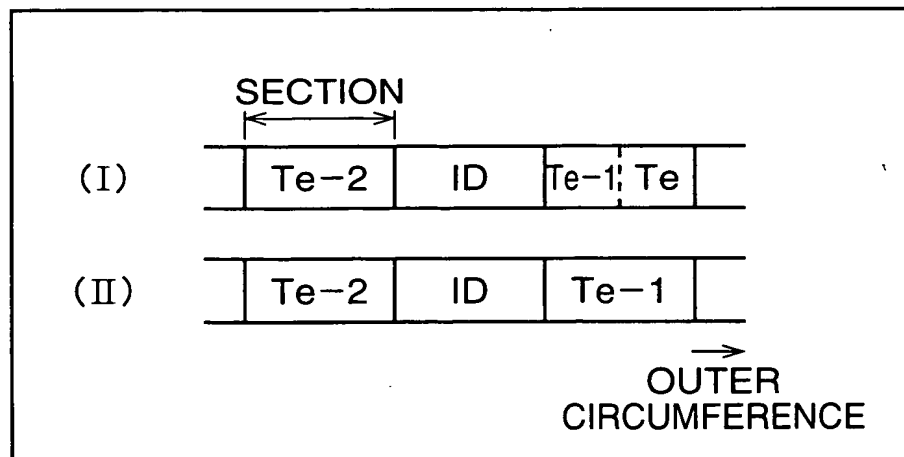 SECTION
(I) Te-2 ID Te-1 Te
(II) Te-2 ID Te-1
OUTER
CIRCUMFERENCE